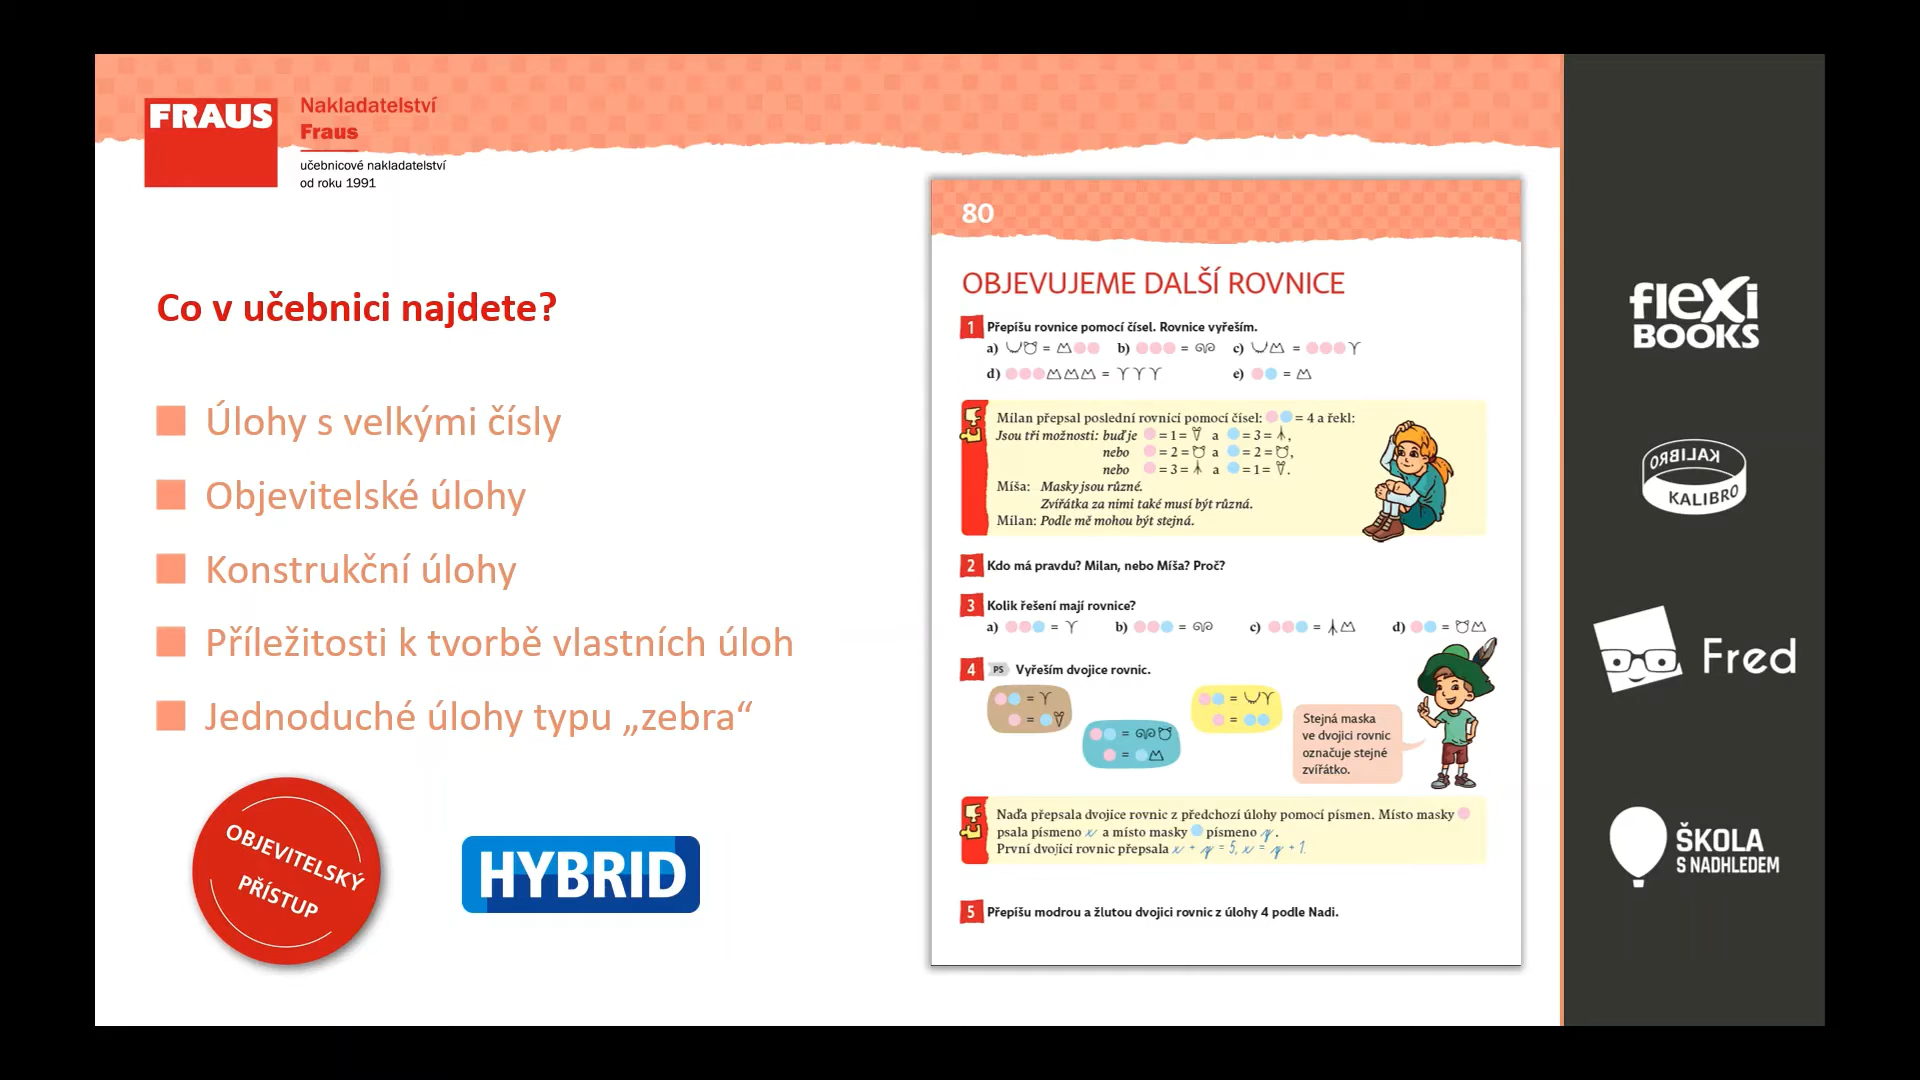 FRAUS
Nakladatelství
Fraus
učebnicové nakladatelství
od roku 1991
Co v učebnici najdete?
Úlohy s velkými čísly
Objevitelské úlohy
Konstrukční úlohy
Příležitosti k tvorbě vlastních úloh
Jednoduché úlohy typu „zebra“
OBJEVITELSKÝ
PŘÍSTUP
HYBRID
80
OBJEVUJEME DALŠÍ ROVNICE
1 Přepíšu rovnice pomocí čísel. Rovnice vyřeším.
a) = b) = c) =
d) = e) =
Milan přepsal poslední rovnici pomocí čísel: = 4 a řekl:
Jsou tři možnosti: buď je = 1 = a = 3 = ,
nebo = 2 = a = 2 = ,
nebo = 3 = a = 1 = .
Míša: Masky jsou různé.
Zvířátka za nimi také musí být různá.
Milan: Podle mě mohou být stejná.
2 Kdo má pravdu? Milan, nebo Míša? Proč?
3 Kolik řešení mají rovnice?
a) = b) = c) = d) =
4 PS Vyřeším dvojice rovnic.
Stejná maska
ve dvojici rovnic
označuje stejné
zvířátko.
Naďa přepsala dvojice rovnic z předchozí úlohy pomocí písmen. Místo masky
psala písmeno x a místo masky písmeno y.
První dvojici rovnic přepsala x + y = 5, x = y + 1.
5 Přepíšu modrou a žlutou dvojici rovnic z úlohy 4 podle Nadi.
flexi
BOOKS
KALIBRO
KALIBRO
Fred
ŠKOLA
S NADHLEDEM